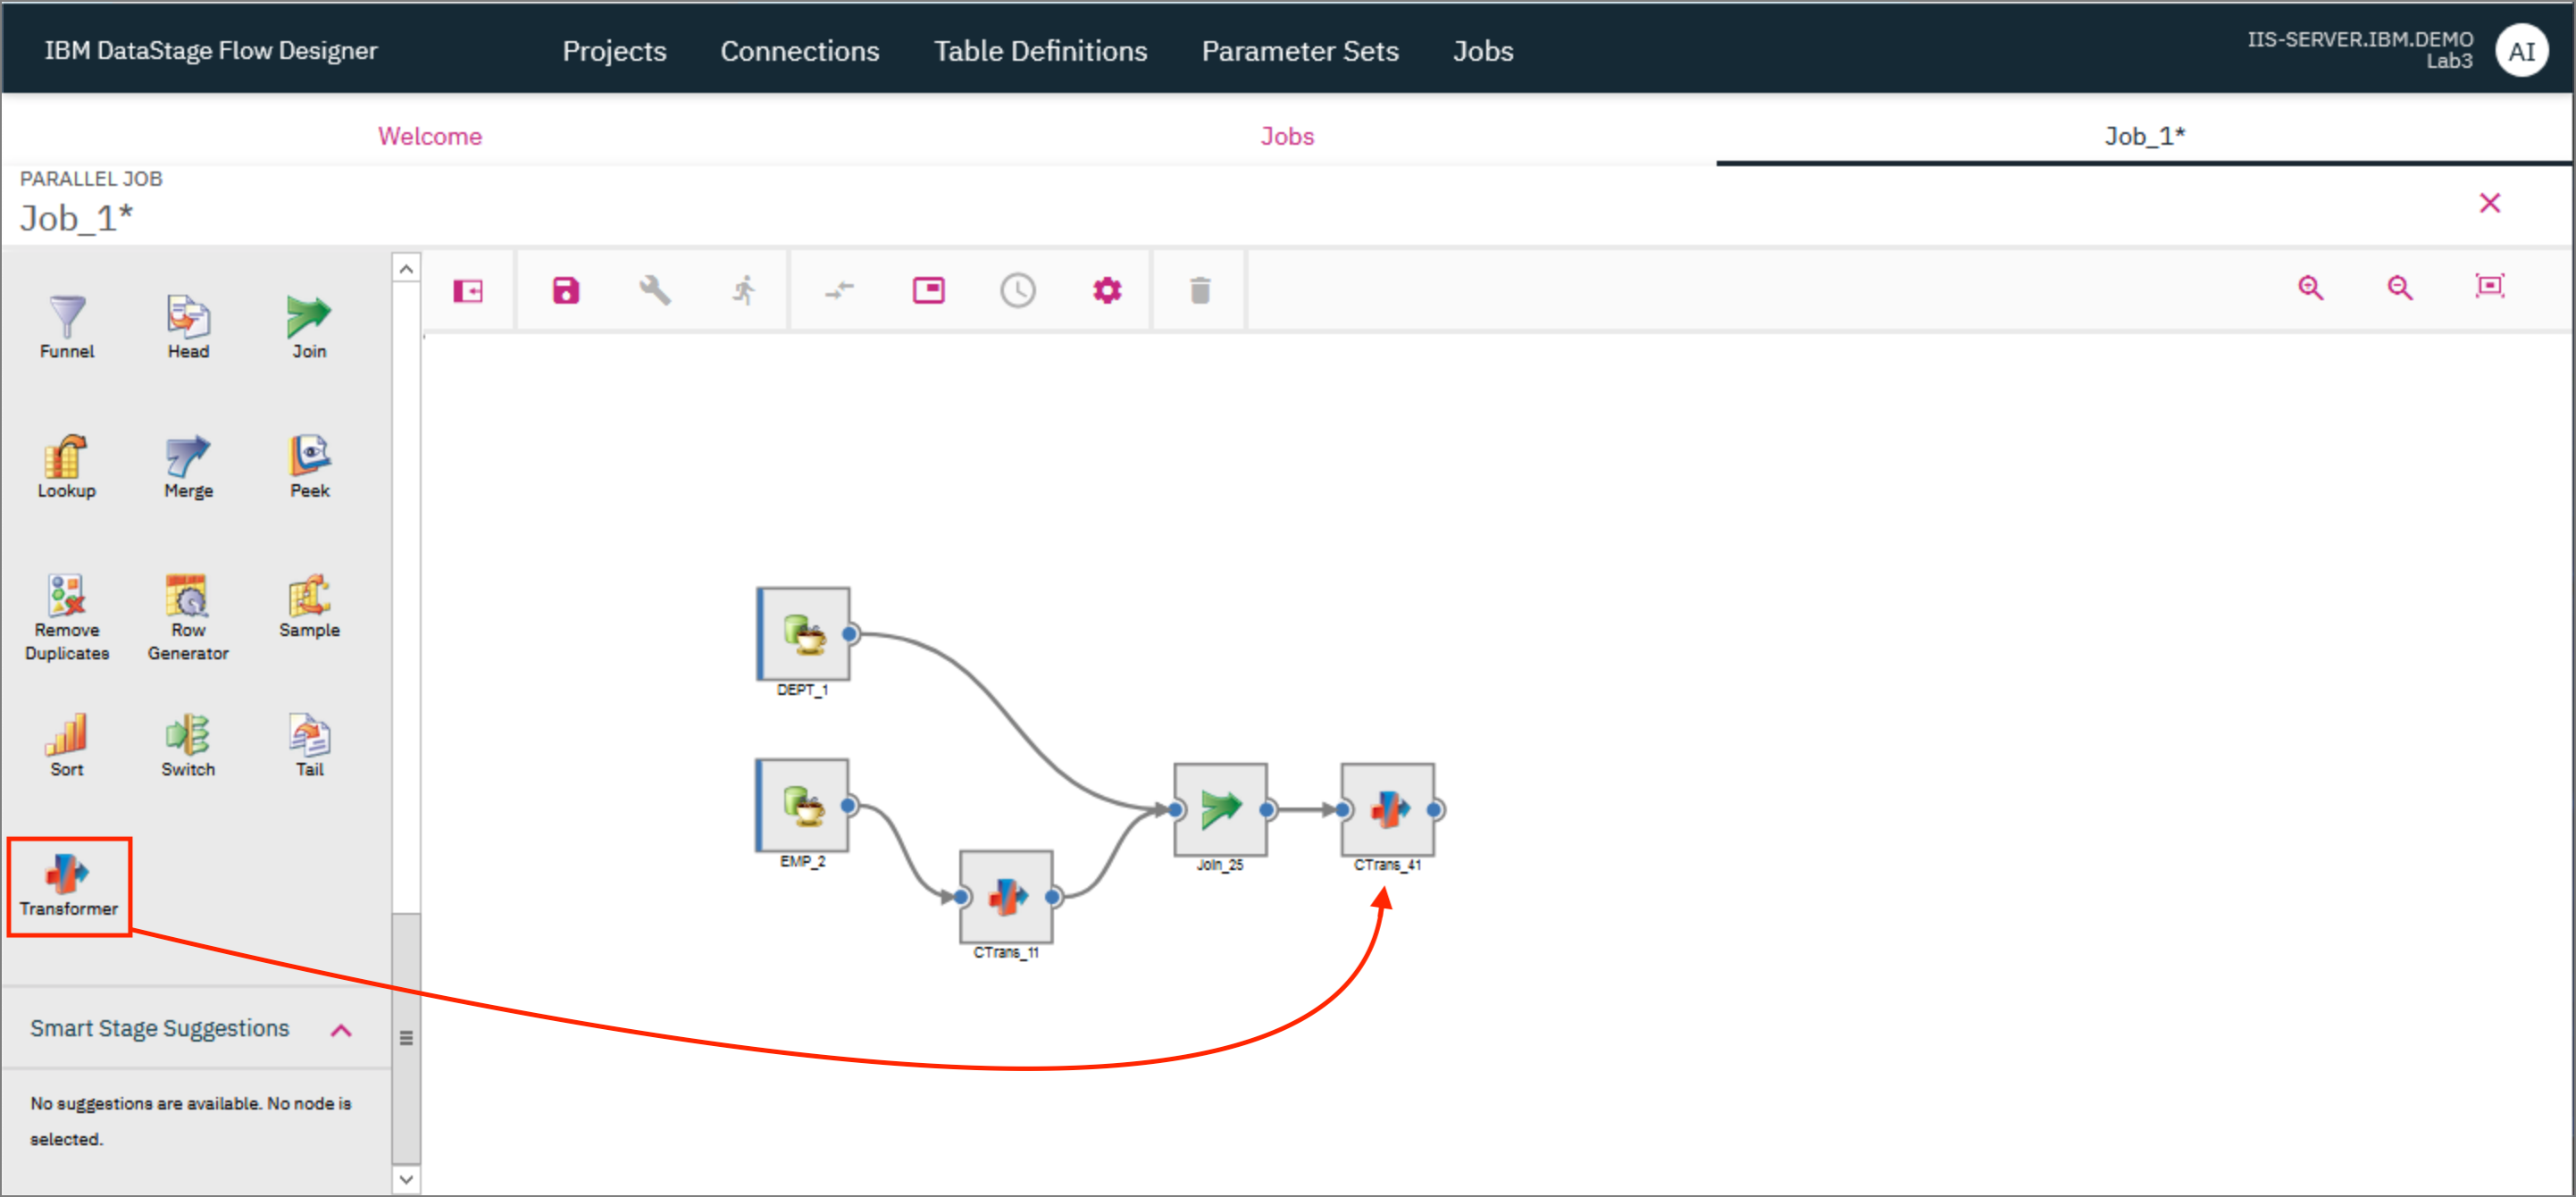 IBM DataStage Flow Designer
Projects
Connections
Table Definitions
Parameter Sets
Jobs
IIS-SERVER.IBM.DEMO
Lab3
AI
Welcome
Jobs
Job_1*
PARALLEL JOB
Job_1*
Funnel
Head
Join
Lookup
Merge
Peek
Remove
Duplicates
Row
Generator
Sample
Sort
Switch
Tail
Transformer
Smart Stage Suggestions
No suggestions are available. No node is
selected.
DEPT_1
EMP_2
CTrans_11
Join_25
CTrans_41